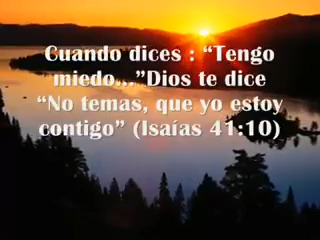 Cuando dices : “Tengo
miedo...”Dios te dice
“No temas, que yo estoy
contigo” (Isaías 41:10)